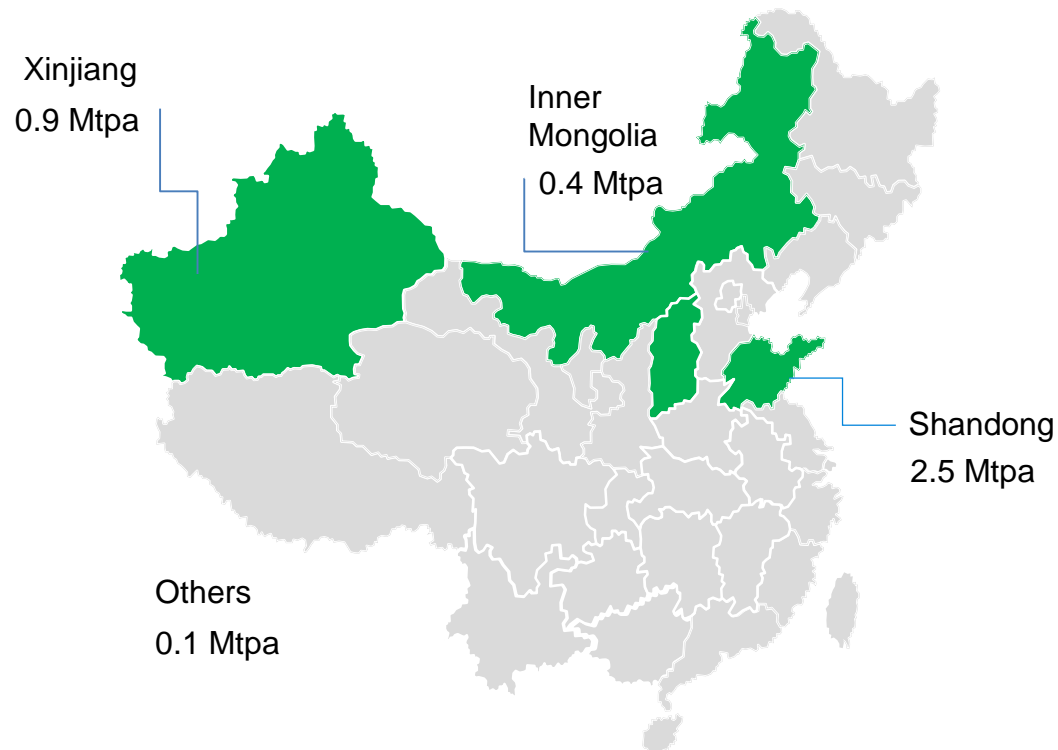 Xinjiang
0.9 Mtpa
Inner
Mongolia
0.4 Mtpa
Shandong
2.5 Mtpa
Others
0.1 Mtpa